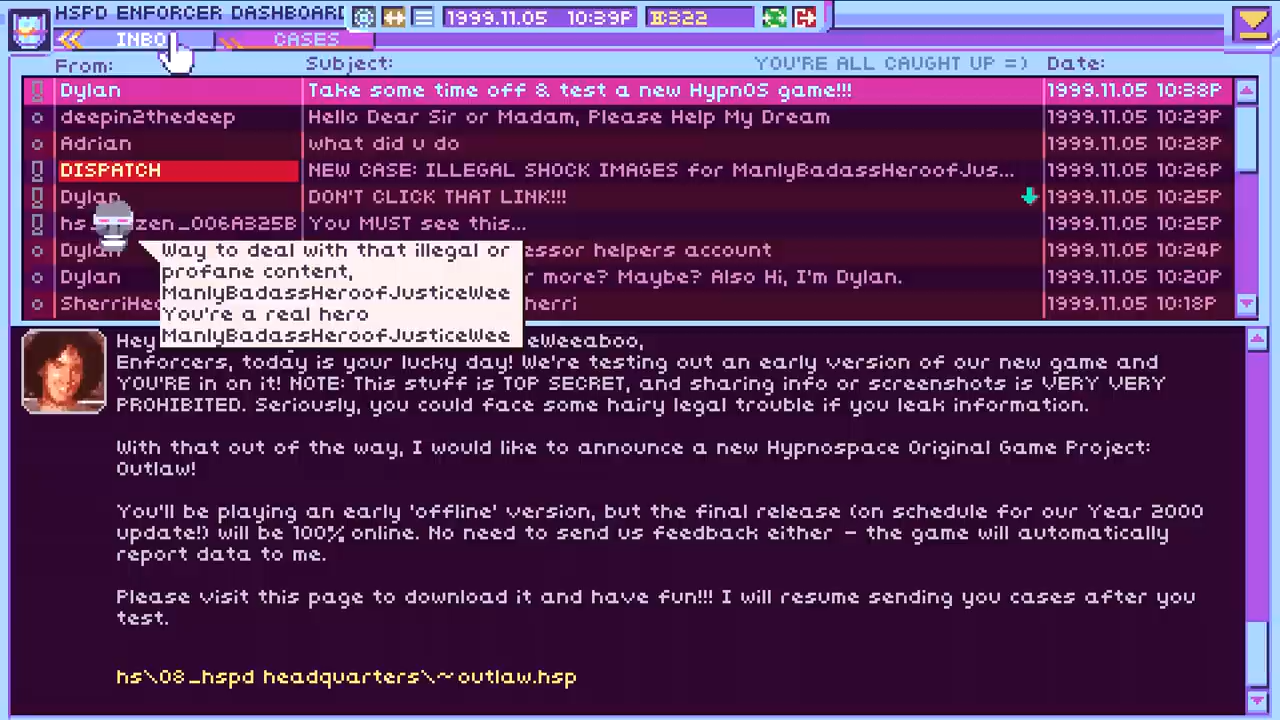 HSPD ENFORCER DASHBOARD
1999.11.05 10:39P
322
INBO
CASES
From:
Subject:
YOU'RE ALL CAUGHT UP =)
Date:
Dylan
Take some time off & test a new HypnOS game!!!
1999.11.05 10:38P
deepin2thedeep
Hello Dear Sir or Madam, Please Help My Dream
1999.11.05 10:29P
Adrian
what did u do
1999.11.05 10:28P
DISPATCH
NEW CASE: ILLEGAL SHOCK IMAGES for ManlyBadassHeroofJus...
1999.11.05 10:26P
Dylan
DON'T CLICK THAT LINK!!!
1999.11.05 10:25P
hs zen_006A325B
You MUST see this...
1999.11.05 10:25P
Dylan
essor helpers account
1999.11.05 10:24P
Dylan
r more? Maybe? Also Hi, I'm Dylan.
1999.11.05 10:20P
SherriHe
herri
1999.11.05 10:18P
Way to deal with that illegal or
profane content,
ManlyBadassHeroofJusticeWee
You're a real hero
ManlyBadassHeroofJusticeWee
Hey eWeeaboo,
Enforcers, today is your lucky day! We're testing out an early version of our new game and
YOU'RE in on it! NOTE: This stuff is TOP SECRET, and sharing info or screenshots is VERY VERY
PROHIBITED. Seriously, you could face some hairy legal trouble if you leak information.
With that out of the way, I would like to announce a new Hypnospace Original Game Project:
Outlaw!
You'll be playing an early 'offline' version, but the final release (on schedule for our Year 2000
update!) will be 100% online. No need to send us feedback either - the game will automatically
report data to me.
Please visit this page to download it and have fun!!! I will resume sending you cases after you
test.
hs\08_hspd headquarters\~outlaw.hsp